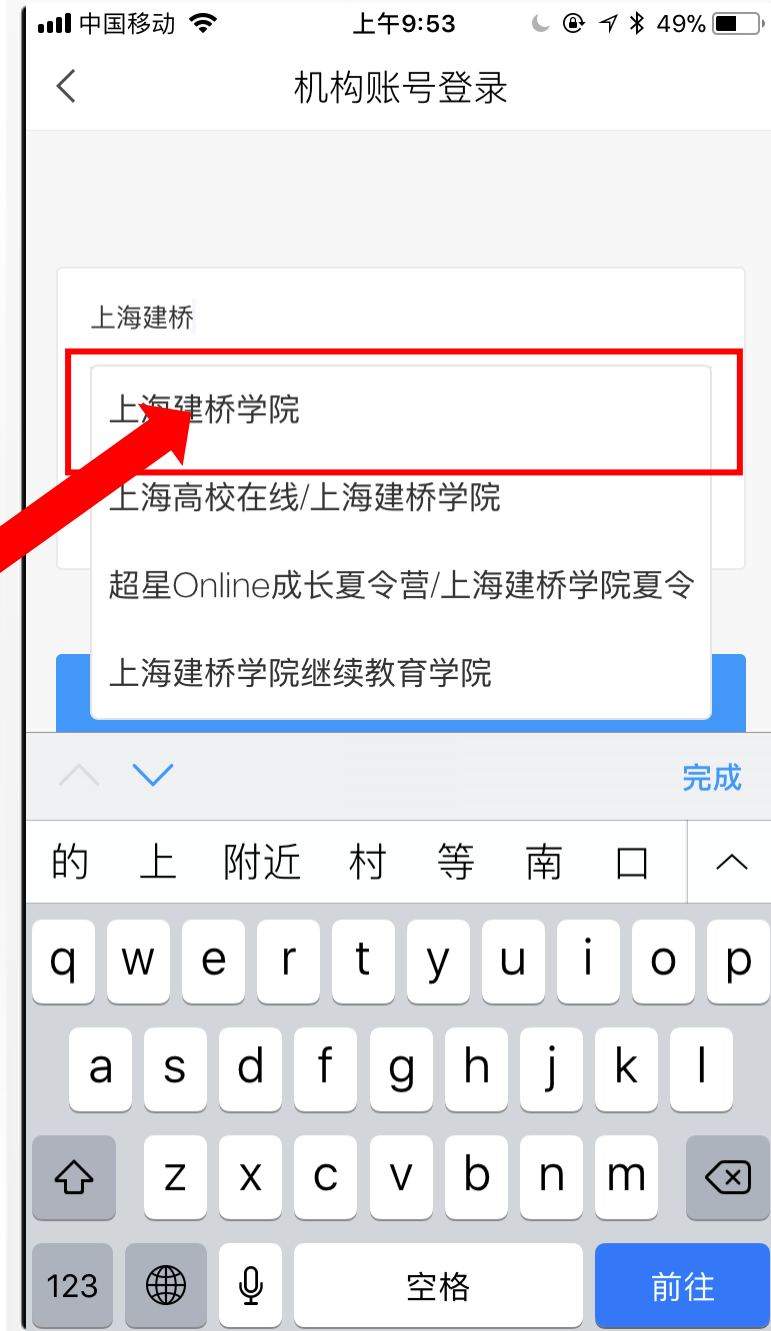 中国移动 上午9:53 49%
机构账号登录
上海建桥
上海建桥学院
上海高校在线/上海建桥学院
超星Online成长夏令营/上海建桥学院夏令
上海建桥学院继续教育学院
完成
的 上 附近 村 等 南 口
q w e r t y u i o p
a s d f g h j k l
z x c v b n m
123 空格 前往